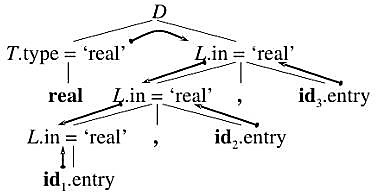 D
T.type = ‘real’ L.in = ‘real’
real L.in = ‘real’ , id₃.entry
L.in = ‘real’ , id₂.entry
id₁.entry